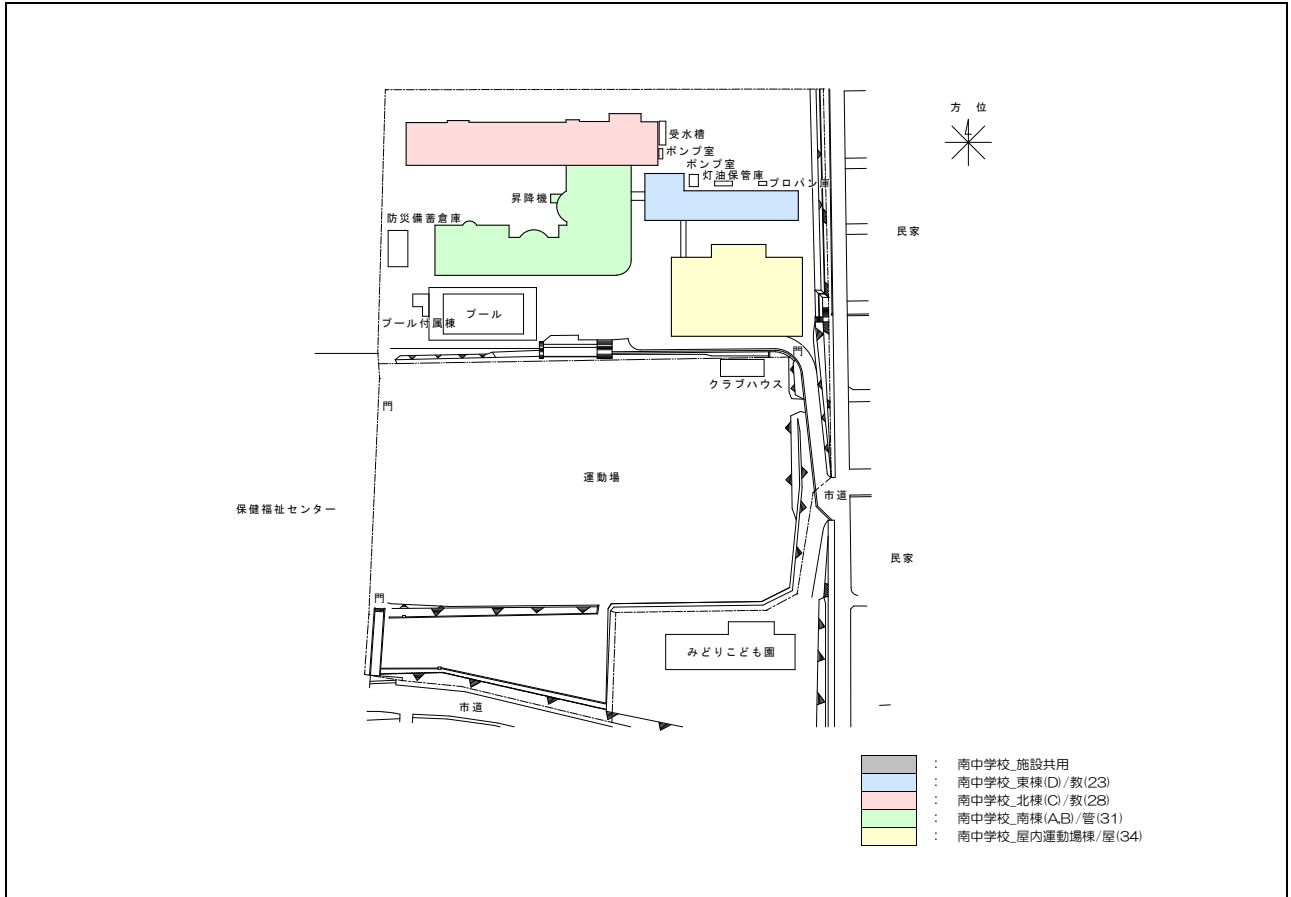 方 位
受水槽
ポンプ室
ポンプ室
灯油保管庫
プロパン庫
昇降機
防災備蓄倉庫
民家
プール
プール付属棟
門
クラブハウス
門
運動場
市道
保健福祉センター
民家
門
みどりこども園
市道
： 南中学校_施設共用
： 南中学校_東棟(D)/教(23)
： 南中学校_北棟(C)/教(28)
： 南中学校_南棟(A,B)/管(31)
： 南中学校_屋内運動場棟/屋(34)